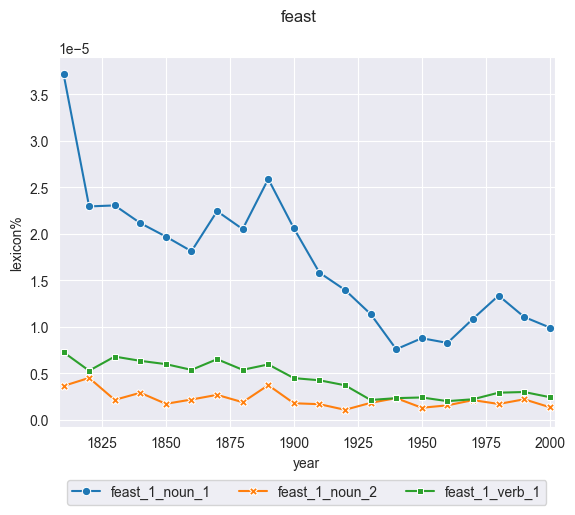 feast
1e−5
3.5
3.0
2.5
2.0
1.5
1.0
0.5
0.0
lexicon%
1825 1850 1875 1900 1925 1950 1975 2000
year
feast_1_noun_1 feast_1_noun_2 feast_1_verb_1